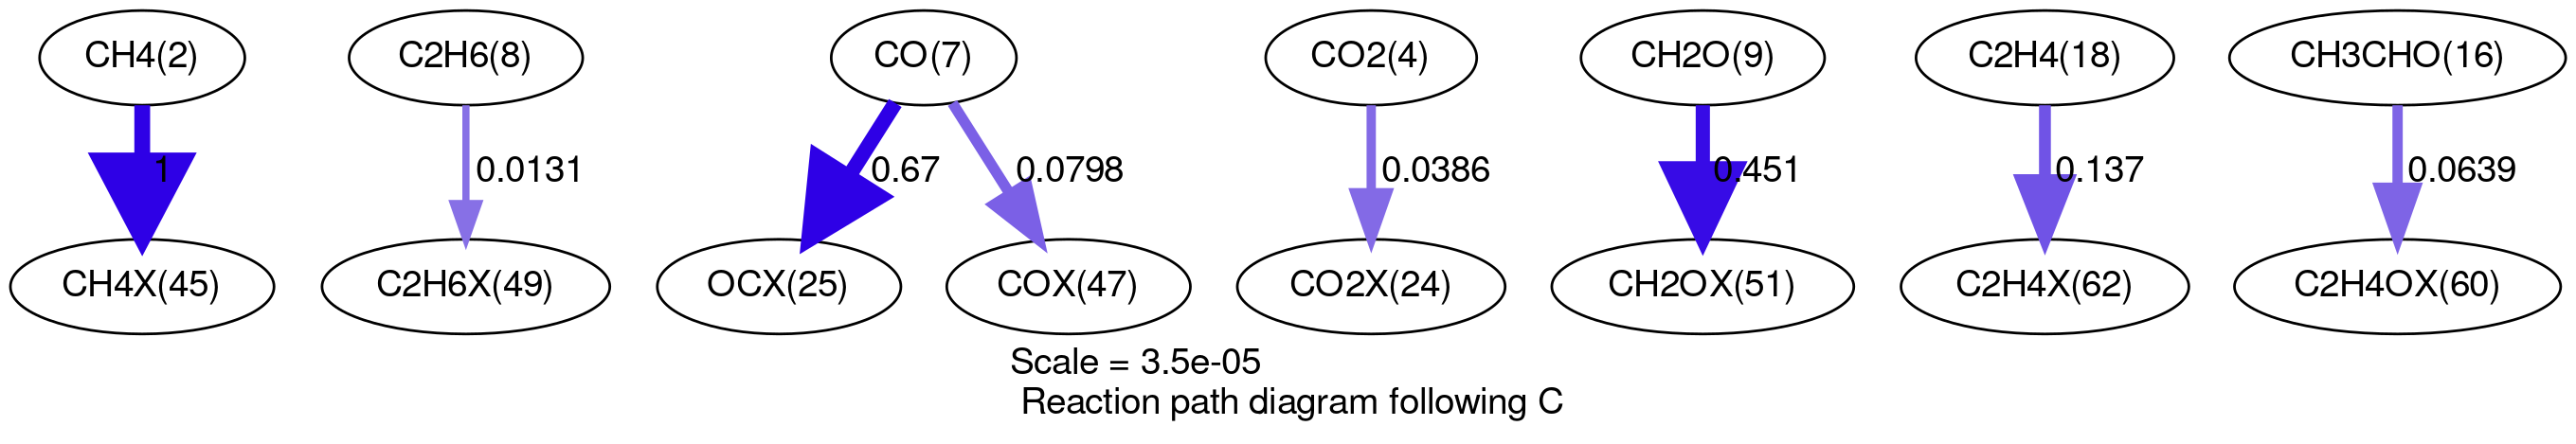 CH4(2) C2H6(8) CO(7) CO2(4) CH2O(9) C2H4(18) CH3CHO(16)
1 0.0131 0.67 0.0798 0.0386 0.451 0.137 0.0639
CH4X(45) C2H6X(49) OCX(25) COX(47) CO2X(24) CH2OX(51) C2H4X(62) C2H4OX(60)
Scale = 3.5e-05
Reaction path diagram following C